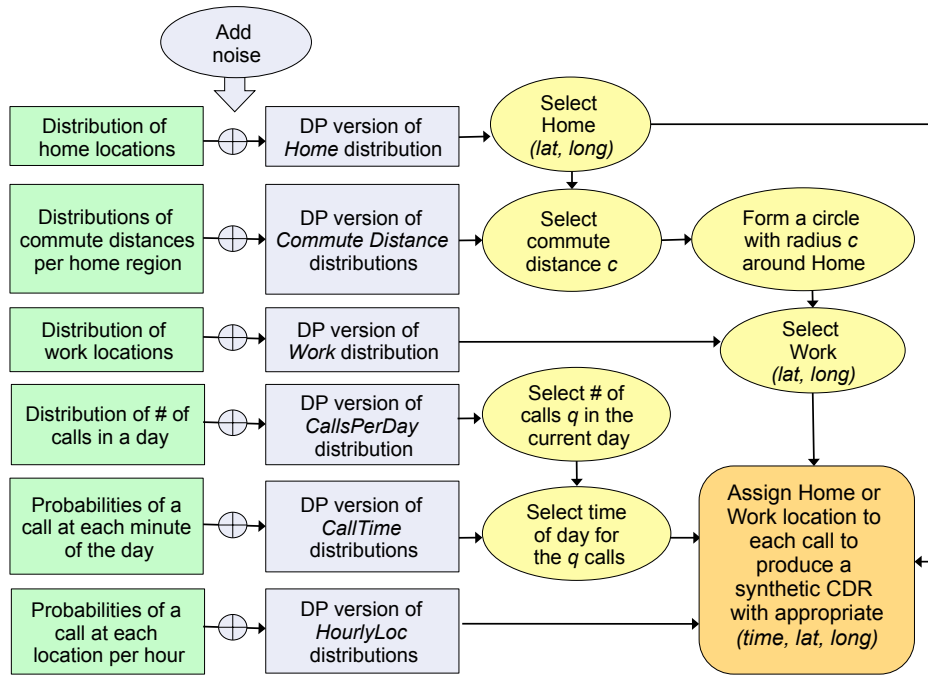 Add
noise
Distribution of
home locations
DP version of
Home distribution
Select
Home
(lat, long)
Distributions of
commute distances
per home region
DP version of
Commute Distance
distributions
Select
commute
distance c
Form a circle
with radius c
around Home
Distribution of
work locations
DP version of
Work distribution
Select
Work
(lat, long)
Distribution of # of
calls in a day
DP version of
CallsPerDay
distribution
Select # of
calls q in the
current day
Probabilities of a
call at each minute
of the day
DP version of
CallTime
distributions
Select time
of day for
the q calls
Assign Home or
Work location to
each call to
produce a
synthetic CDR
with appropriate
(time, lat, long)
Probabilities of a
call at each
location per hour
DP version of
HourlyLoc
distributions